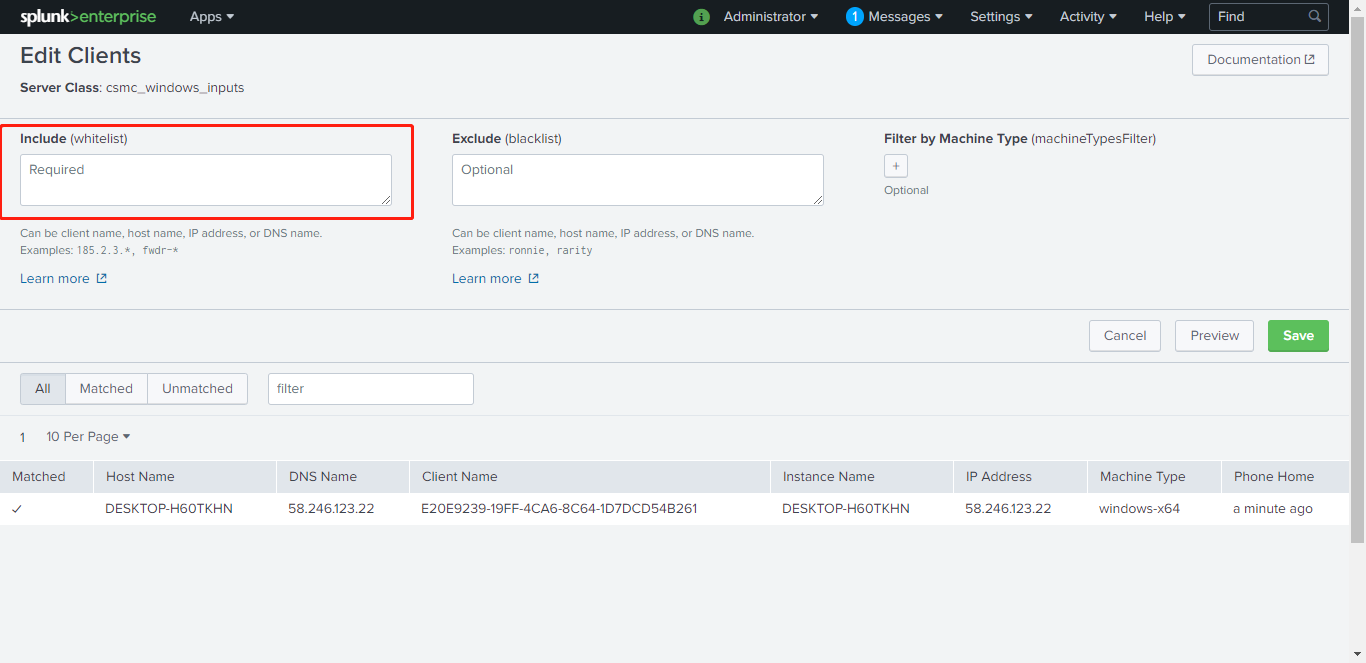 splunk>enterprise Apps i Administrator 1 Messages Settings Activity Help Find
Edit Clients
Documentation
Server Class: csmc_windows_inputs
Include (whitelist) Exclude (blacklist) Filter by Machine Type (machineTypesFilter)
Required Optional +
Optional
Can be client name, host name, IP address, or DNS name. Can be client name, host name, IP address, or DNS name.
Examples: 185.2.3.*, fwdr-* Examples: ronnie, rarity
Learn more Learn more
Cancel Preview Save
All Matched Unmatched filter
1 10 Per Page
Matched Host Name DNS Name Client Name Instance Name IP Address Machine Type Phone Home
✓ DESKTOP-H60TKHN 58.246.123.22 E20E9239-19FF-4CA6-8C64-1D7DCD54B261 DESKTOP-H60TKHN 58.246.123.22 windows-x64 a minute ago